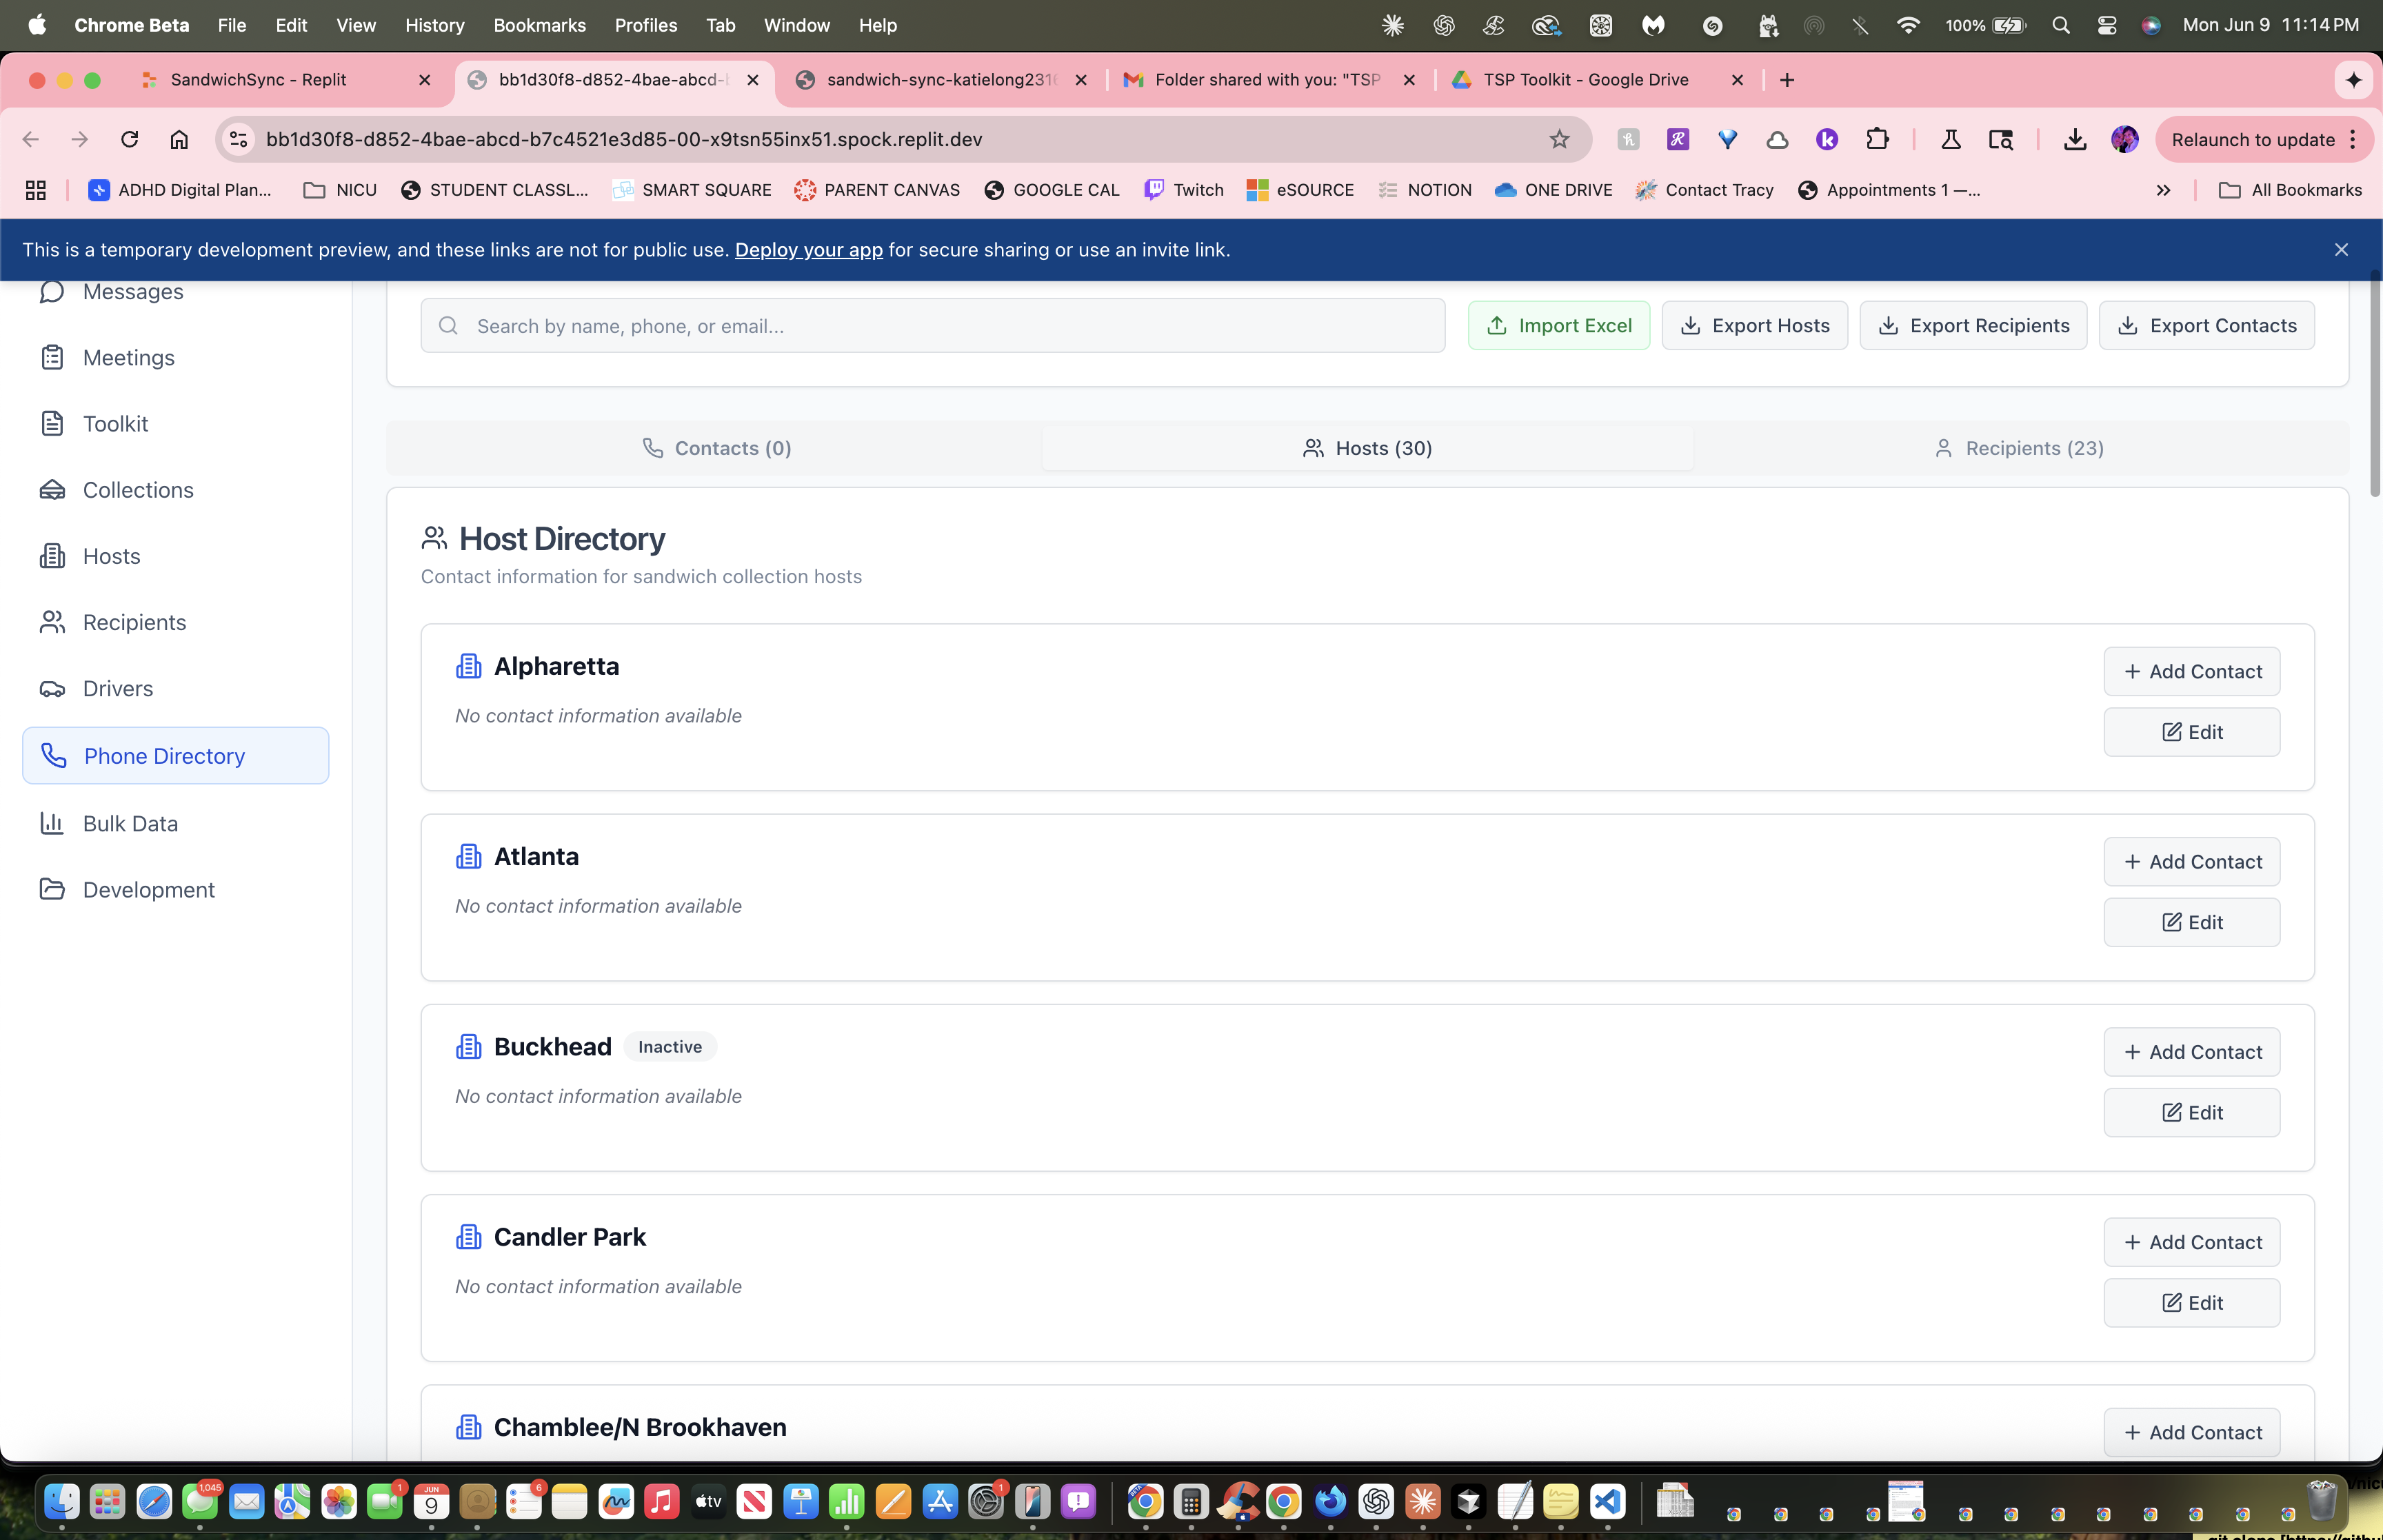 Chrome Beta File Edit View History Bookmarks Profiles Tab Window Help 100% Mon Jun 9 11:14 PM
SandwichSync - Replit bb1d30f8-d852-4bae-abcd- sandwich-sync-katielong231 Folder shared with you: "TSP TSP Toolkit - Google Drive
bb1d30f8-d852-4bae-abcd-b7c4521e3d85-00-x9tsn55inx51.spock.replit.dev Relaunch to update
ADHD Digital Plan... NICU STUDENT CLASSL... SMART SQUARE PARENT CANVAS GOOGLE CAL Twitch eSOURCE NOTION ONE DRIVE Contact Tracy Appointments 1 —... All Bookmarks
This is a temporary development preview, and these links are not for public use. Deploy your app for secure sharing or use an invite link.
Messages
Meetings
Toolkit
Collections
Hosts
Recipients
Drivers
Phone Directory
Bulk Data
Development
Search by name, phone, or email... Import Excel Export Hosts Export Recipients Export Contacts
Contacts (0) Hosts (30) Recipients (23)
Host Directory
Contact information for sandwich collection hosts
Alpharetta
No contact information available
+ Add Contact
Edit
Atlanta
No contact information available
+ Add Contact
Edit
Buckhead Inactive
No contact information available
+ Add Contact
Edit
Candler Park
No contact information available
+ Add Contact
Edit
Chamblee/N Brookhaven
+ Add Contact
1,045 1 JUN 9 6 tv 1